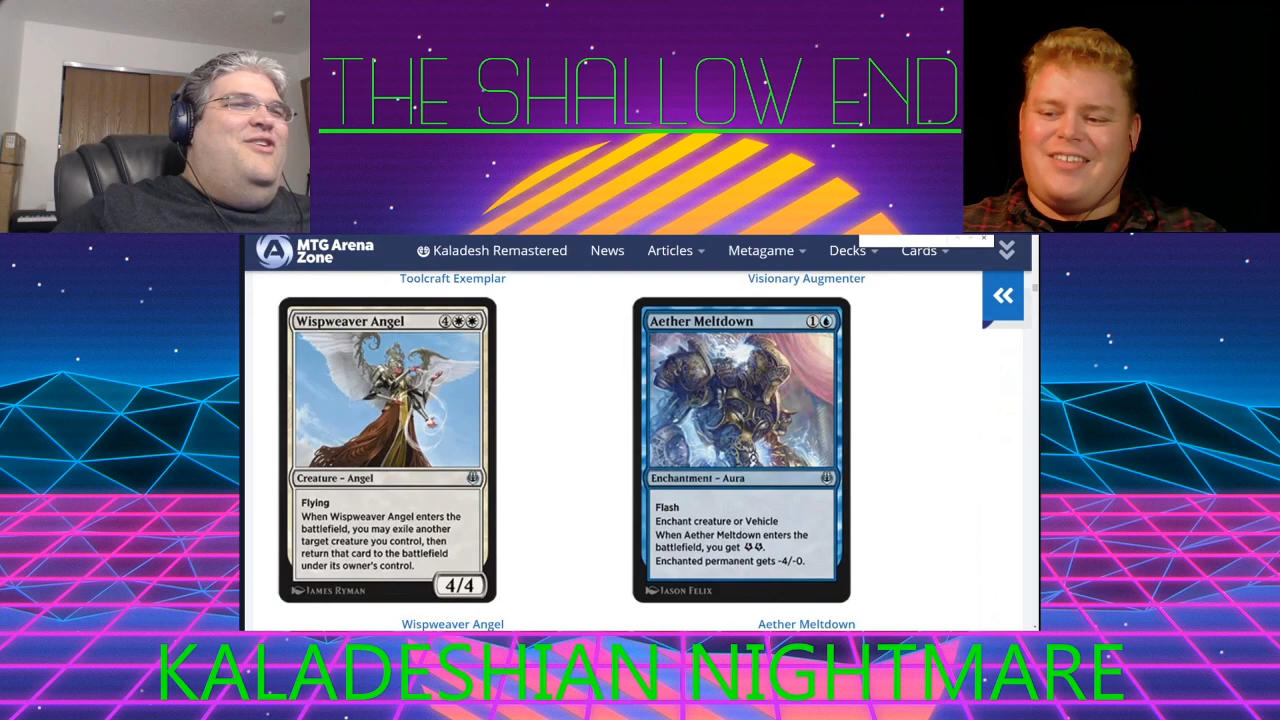 THE SHALLOW END
MTG Arena
Zone
Kaladesh Remastered News Articles Metagame Decks Cards
Toolcraft Exemplar Visionary Augmenter
Wispweaver Angel 4
Creature – Angel
Flying
When Wispweaver Angel enters the
battlefield, you may exile another
target creature you control, then
return that card to the battlefield
under its owner's control.
4/4
JAMES RYMAN
Aether Meltdown 1
Enchantment – Aura
Flash
Enchant creature or Vehicle
When Aether Meltdown enters the
battlefield, you get
Enchanted permanent gets -4/-0.
JASON FELIX
Wispweaver Angel Aether Meltdown
KALADESHIAN NIGHTMARE